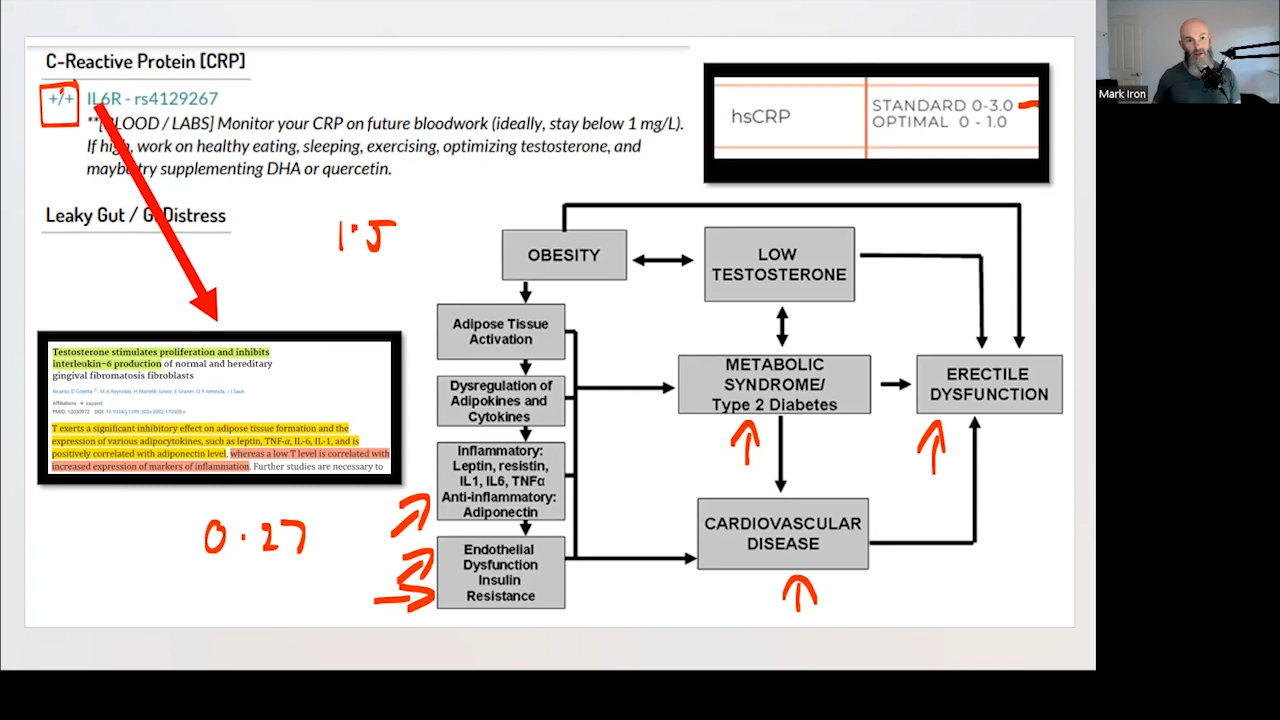 C-Reactive Protein [CRP]
+/+ IL6R - rs4129267
**[BLOOD / LABS] Monitor your CRP on future bloodwork (ideally, stay below 1 mg/L).
If high, work on healthy eating, sleeping, exercising, optimizing testosterone, and
maybe try supplementing DHA or quercetin.
Leaky Gut / GI Distress
1.5
hsCRP
STANDARD 0-3.0
OPTIMAL 0 - 1.0
Mark Iron
OBESITY
LOW
TESTOSTERONE
Adipose Tissue
Activation
Dysregulation of
Adipokines and
Cytokines
Inflammatory:
Leptin, resistin,
IL1, IL6, TNFα
Anti-inflammatory:
Adiponectin
Endothelial
Dysfunction
Insulin
Resistance
METABOLIC
SYNDROME/
Type 2 Diabetes
ERECTILE
DYSFUNCTION
CARDIOVASCULAR
DISEASE
Testosterone stimulates proliferation and inhibits
interleukin-6 production of normal and hereditary
gingival fibromatosis fibroblasts
Affiliations + expand
T exerts a significant inhibitory effect on adipose tissue formation and the
expression of various adipocytokines, such as leptin, TNF-α, IL-6, IL-1, and is
positively correlated with adiponectin level, whereas a low T level is correlated with
increased expression of markers of inflammation. Further studies are necessary to
0.27